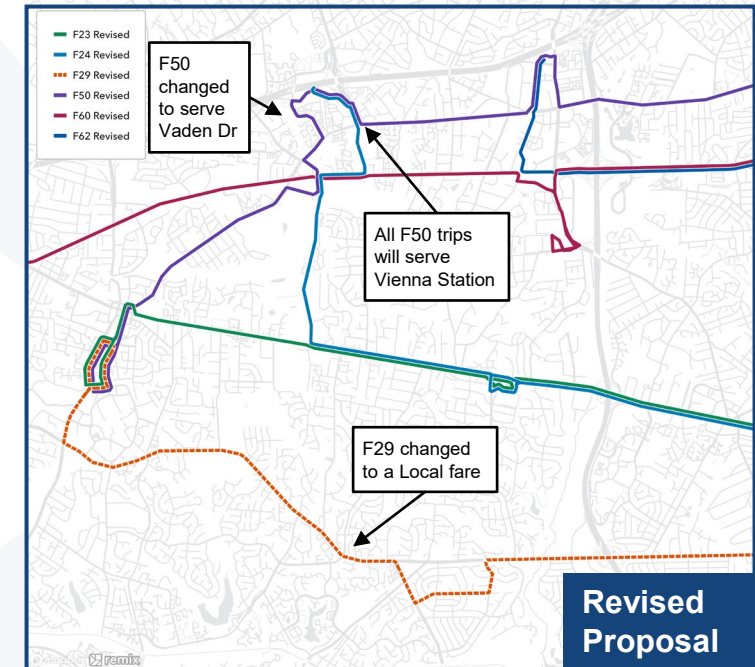 F23 Revised
F24 Revised
F29 Revised
F50 Revised
F60 Revised
F62 Revised
F50
changed
to serve
Vaden Dr
All F50 trips
will serve
Vienna Station
F29 changed
to a Local fare
Revised
Proposal
remix